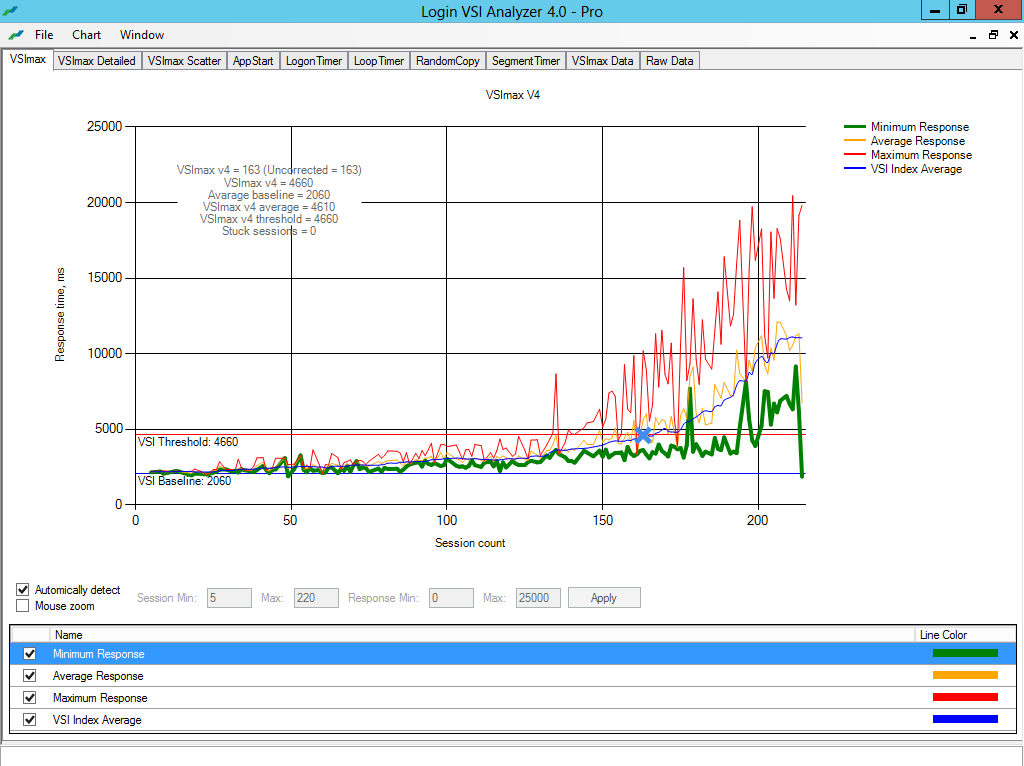 Login VSI Analyzer 4.0 - Pro
File Chart Window
VSImax VSImax Detailed VSImax Scatter AppStart LogonTimer LoopTimer RandomCopy SegmentTimer VSImax Data Raw Data
VSImax V4
25000
20000
15000
10000
5000
0
Response time, ms
VSImax v4 = 163 (Uncorrected = 163)
VSImax v4 = 4660
Avarage baseline = 2060
VSImax v4 average = 4610
VSImax v4 threshold = 4660
Stuck sessions = 0
Minimum Response
Average Response
Maximum Response
VSI Index Average
VSI Threshold: 4660
VSI Baseline: 2060
0 50 100 150 200
Session count
Automically detect
Mouse zoom
Session Min: 5 Max: 220 Response Min: 0 Max: 25000 Apply
Name Line Color
Minimum Response
Average Response
Maximum Response
VSI Index Average